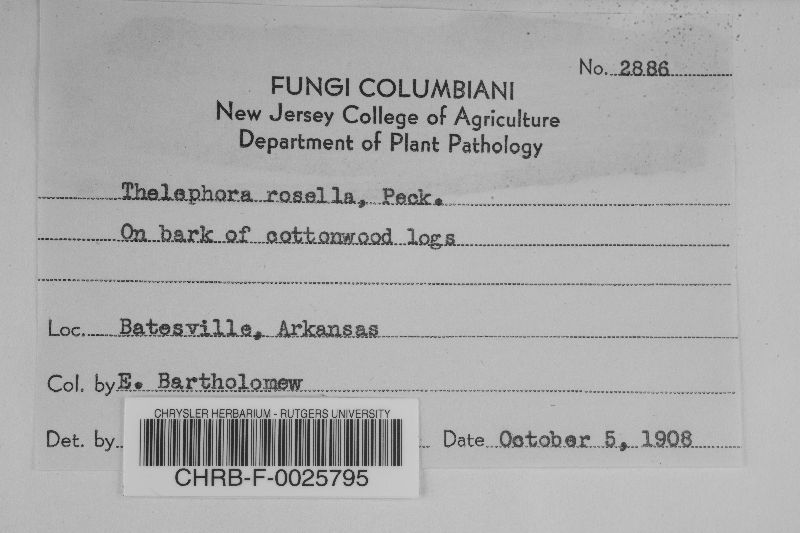 No. 2886
FUNGI COLUMBIANI
New Jersey College of Agriculture
Department of Plant Pathology
Thelephora rosella, Peck.
On bark of cottonwood logs
Loc. Batesville, Arkansas
Col. by E. Bartholomew
Det. by Date October 5, 1908
CHRYSLER HERBARIUM - RUTGERS UNIVERSITY
CHRB-F-0025795